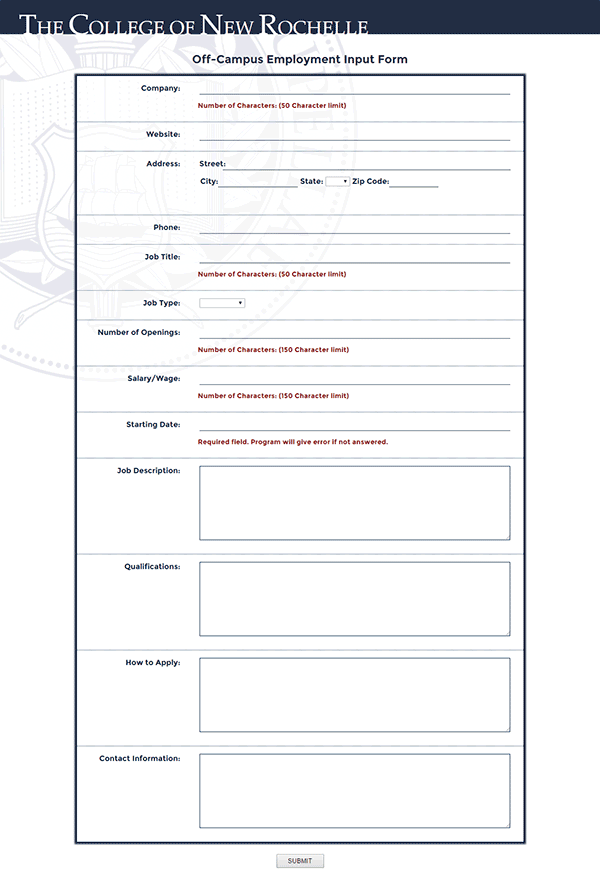 THE COLLEGE OF NEW ROCHELLE
Off-Campus Employment Input Form
Company:
Number of Characters: (50 Character limit)
Website:
Address: Street:
City: State: Zip Code:
Phone:
Job Title:
Number of Characters: (50 Character limit)
Job Type:
Number of Openings:
Number of Characters: (150 Character limit)
Salary/Wage:
Number of Characters: (150 Character limit)
Starting Date:
Required field. Program will give error if not answered.
Job Description:
Qualifications:
How to Apply:
Contact Information:
SUBMIT